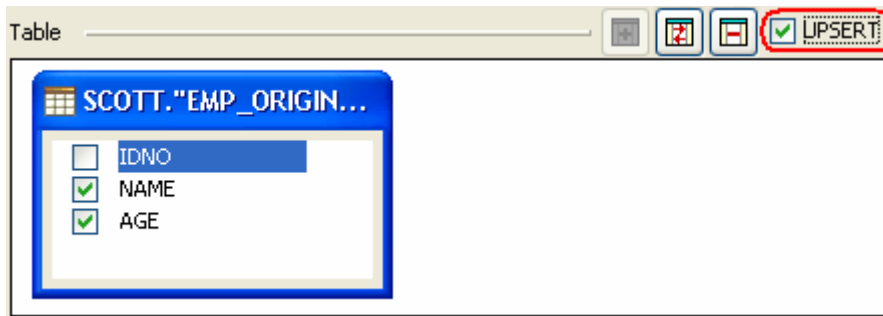 Table UPSERT
SCOTT."EMP_ORIGIN...
IDNO
NAME
AGE